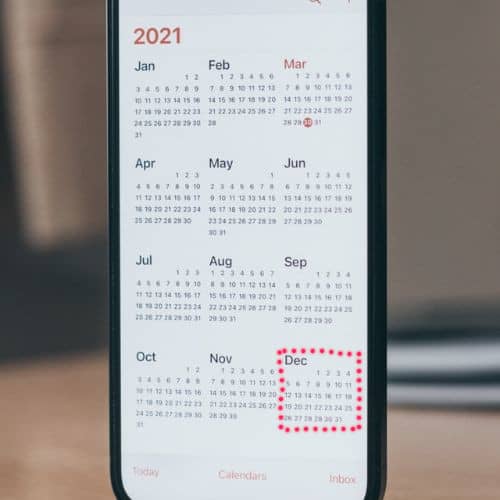 2021
Jan
1 2
3 4 5 6 7 8 9
10 11 12 13 14 15 16
17 18 19 20 21 22 23
24 25 26 27 28 29 30
31
Feb
1 2 3 4 5 6
7 8 9 10 11 12 13
14 15 16 17 18 19 20
21 22 23 24 25 26 27
28
Mar
1 2 3 4 5 6
7 8 9 10 11 12 13
14 15 16 17 18 19 20
21 22 23 24 25 26 27
28 29 30 31
Apr
1 2 3
4 5 6 7 8 9 10
11 12 13 14 15 16 17
18 19 20 21 22 23 24
25 26 27 28 29 30
May
1
2 3 4 5 6 7 8
9 10 11 12 13 14 15
16 17 18 19 20 21 22
23 24 25 26 27 28 29
30 31
Jun
1 2 3 4 5
6 7 8 9 10 11 12
13 14 15 16 17 18 19
20 21 22 23 24 25 26
27 28 29 30
Jul
1 2 3
4 5 6 7 8 9 10
11 12 13 14 15 16 17
18 19 20 21 22 23 24
25 26 27 28 29 30 31
Aug
1 2 3 4 5 6 7
8 9 10 11 12 13 14
15 16 17 18 19 20 21
22 23 24 25 26 27 28
29 30 31
Sep
1 2 3 4
5 6 7 8 9 10 11
12 13 14 15 16 17 18
19 20 21 22 23 24 25
26 27 28 29 30
Oct
1 2
3 4 5 6 7 8 9
10 11 12 13 14 15 16
17 18 19 20 21 22 23
24 25 26 27 28 29 30
31
Nov
1 2 3 4 5 6
7 8 9 10 11 12 13
14 15 16 17 18 19 20
21 22 23 24 25 26 27
28 29 30
Dec
1 2 3 4
5 6 7 8 9 10 11
12 13 14 15 16 17 18
19 20 21 22 23 24 25
26 27 28 29 30 31
Today
Calendars
Inbox